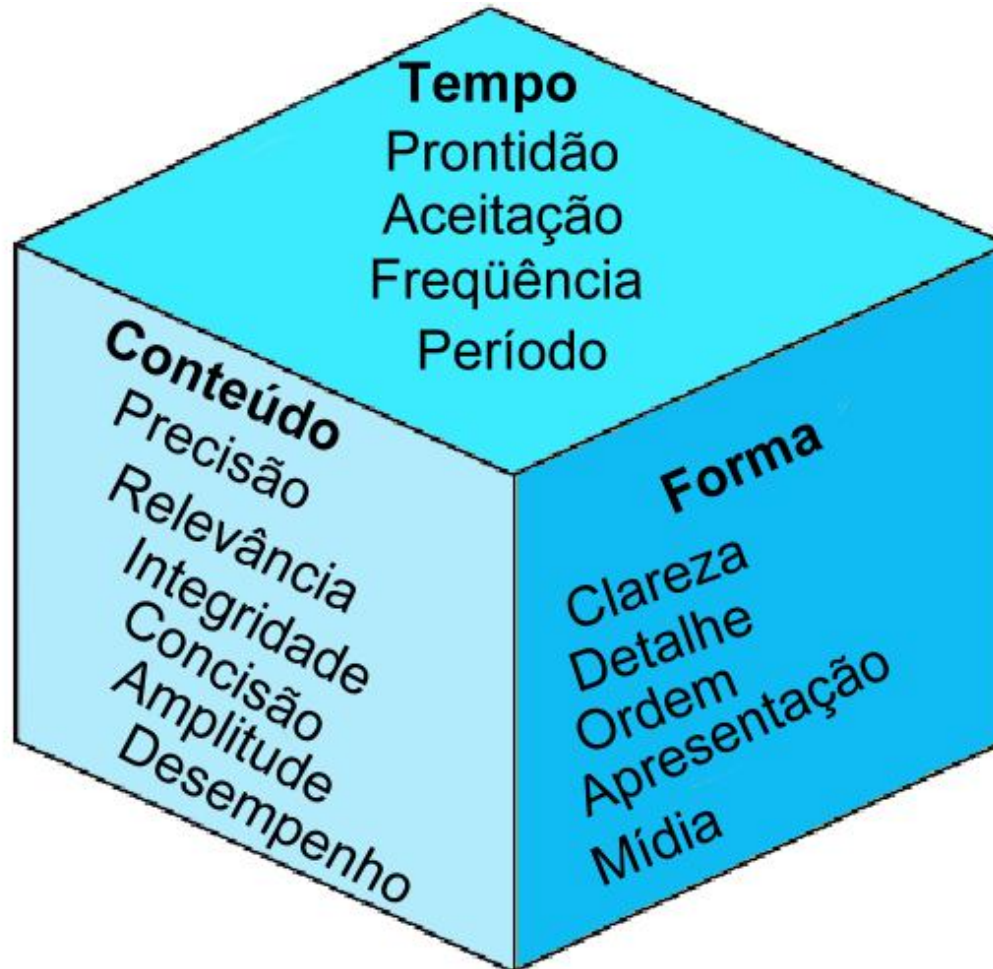 Tempo
Prontidão
Aceitação
Freqüência
Período
Conteúdo
Precisão
Relevância
Integridade
Concisão
Amplitude
Desempenho
Forma
Clareza
Detalhe
Ordem
Apresentação
Mídia